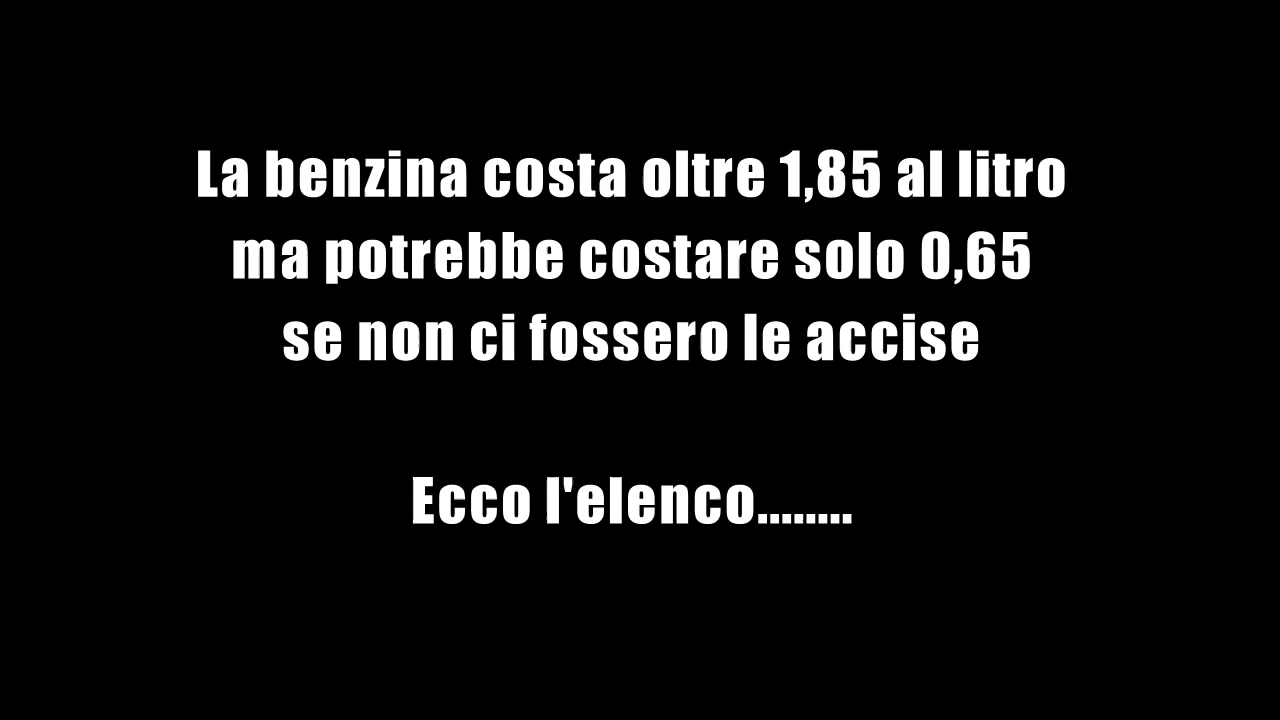 La benzina costa oltre 1,85 al litro
ma potrebbe costare solo 0,65
se non ci fossero le accise
Ecco l'elenco........